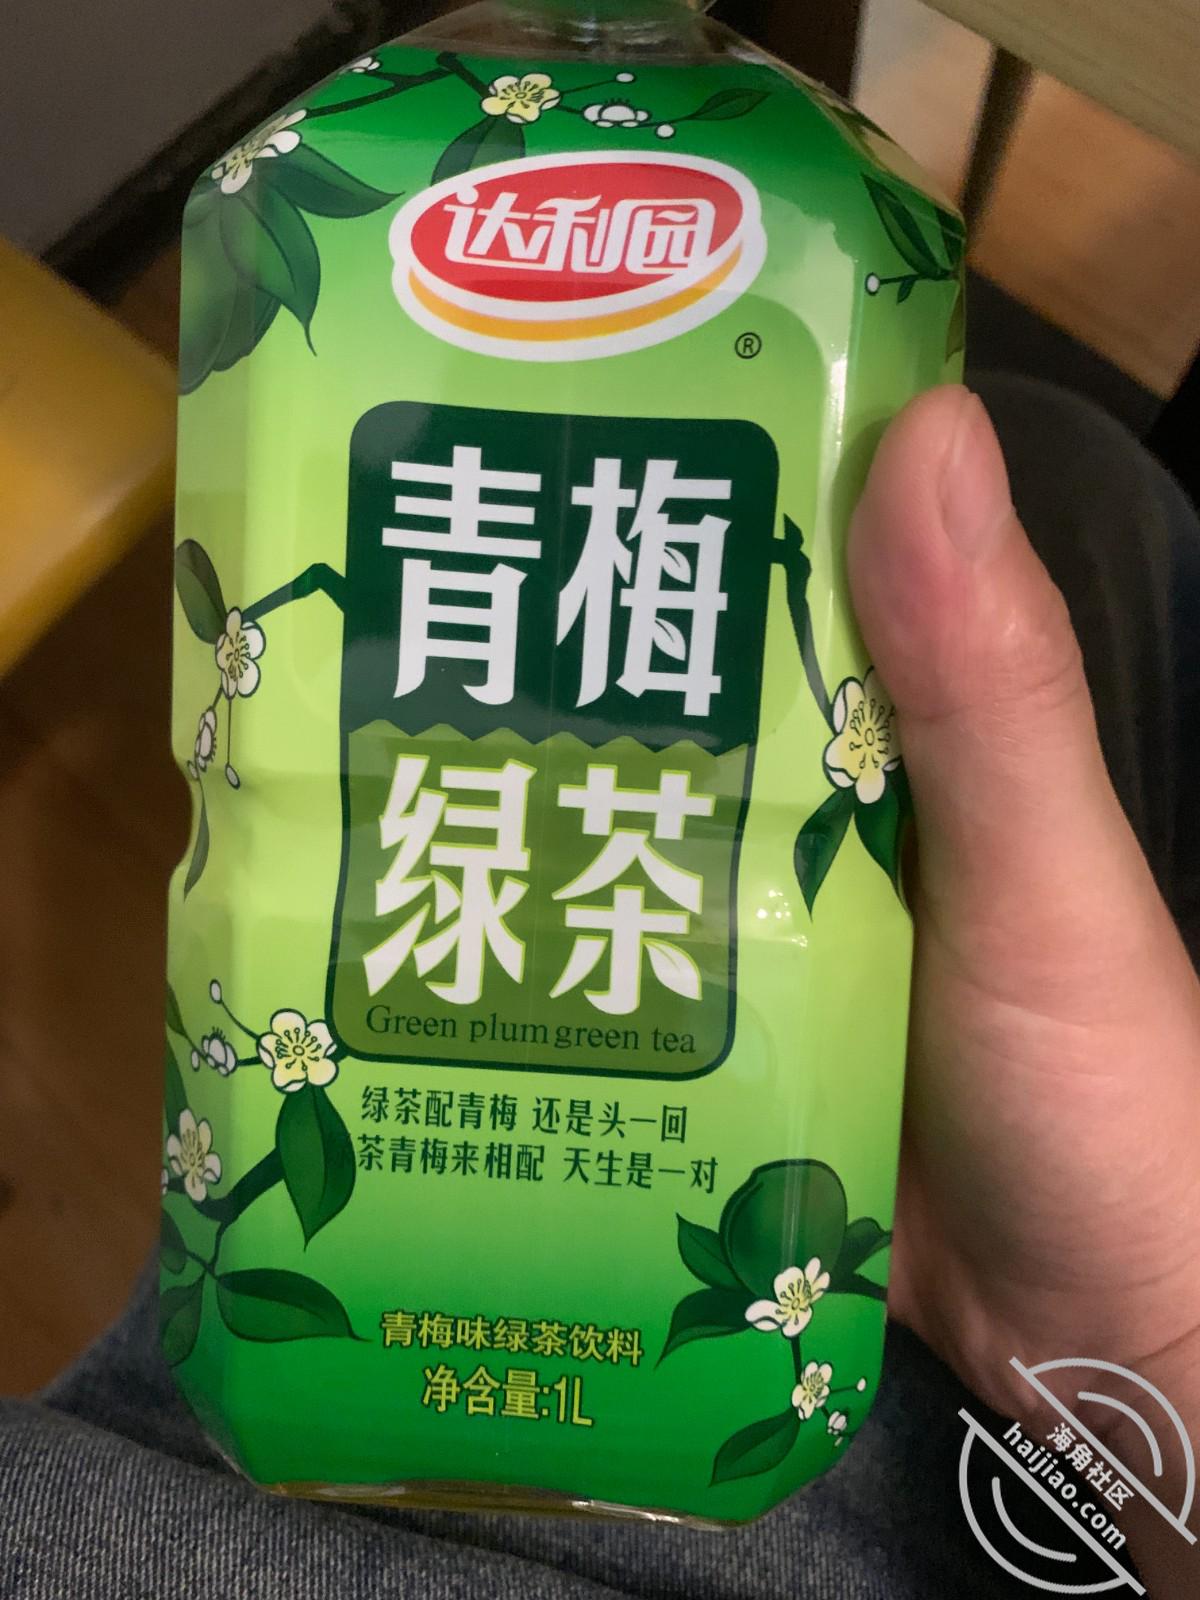 达利园
®
青梅
绿茶
Green plum green tea
绿茶配青梅 还是头一回
绿茶青梅来相配 天生是一对
青梅味绿茶饮料
净含量:1L
海角社区
haijiao.com